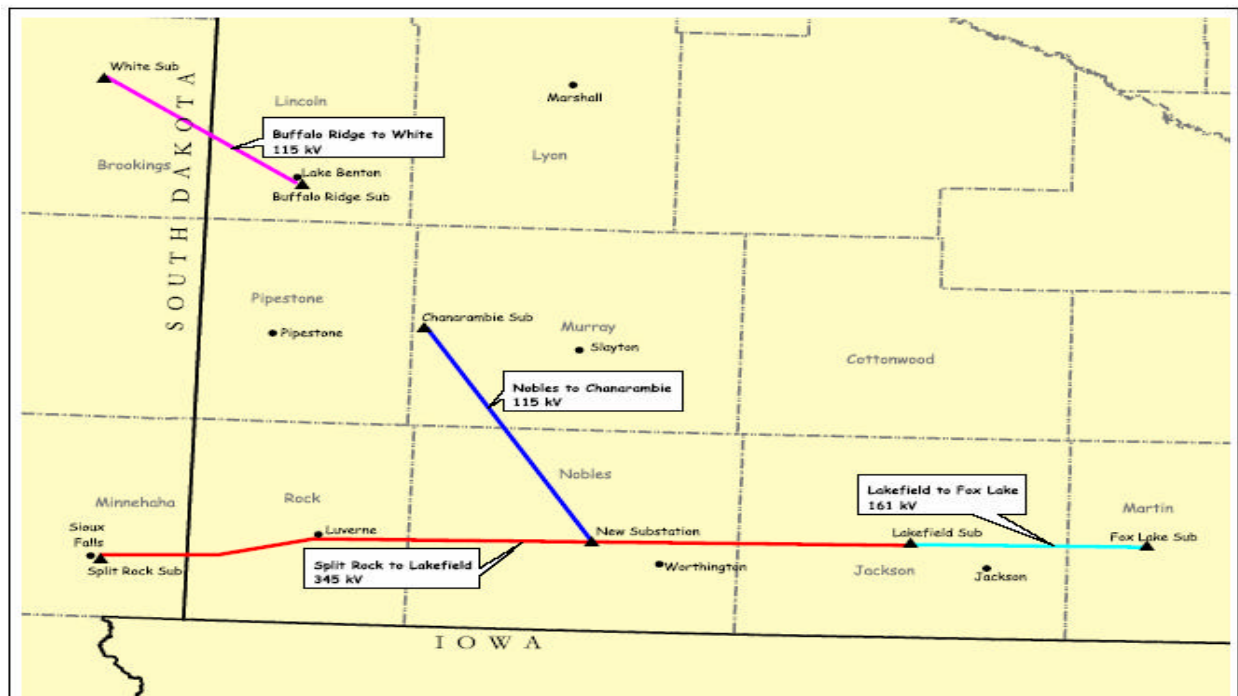 White Sub
SOUTH DAKOTA
Lincoln
Marshall
Buffalo Ridge to White
115 kV
Lyon
Brookings
Lake Benton
Buffalo Ridge Sub
Pipestone
Chanarambie Sub
Murray
Pipestone
Slayton
Cottonwood
Nobles to Chanarambie
115 kV
Nobles
Minnehaha
Rock
Lakefield to Fox Lake
161 kV
Martin
Sioux
Falls
Luverne
New Substation
Lakefield Sub
Fox Lake Sub
Split Rock Sub
Split Rock to Lakefield
345 kV
Worthington
Jackson
Jackson
IOWA